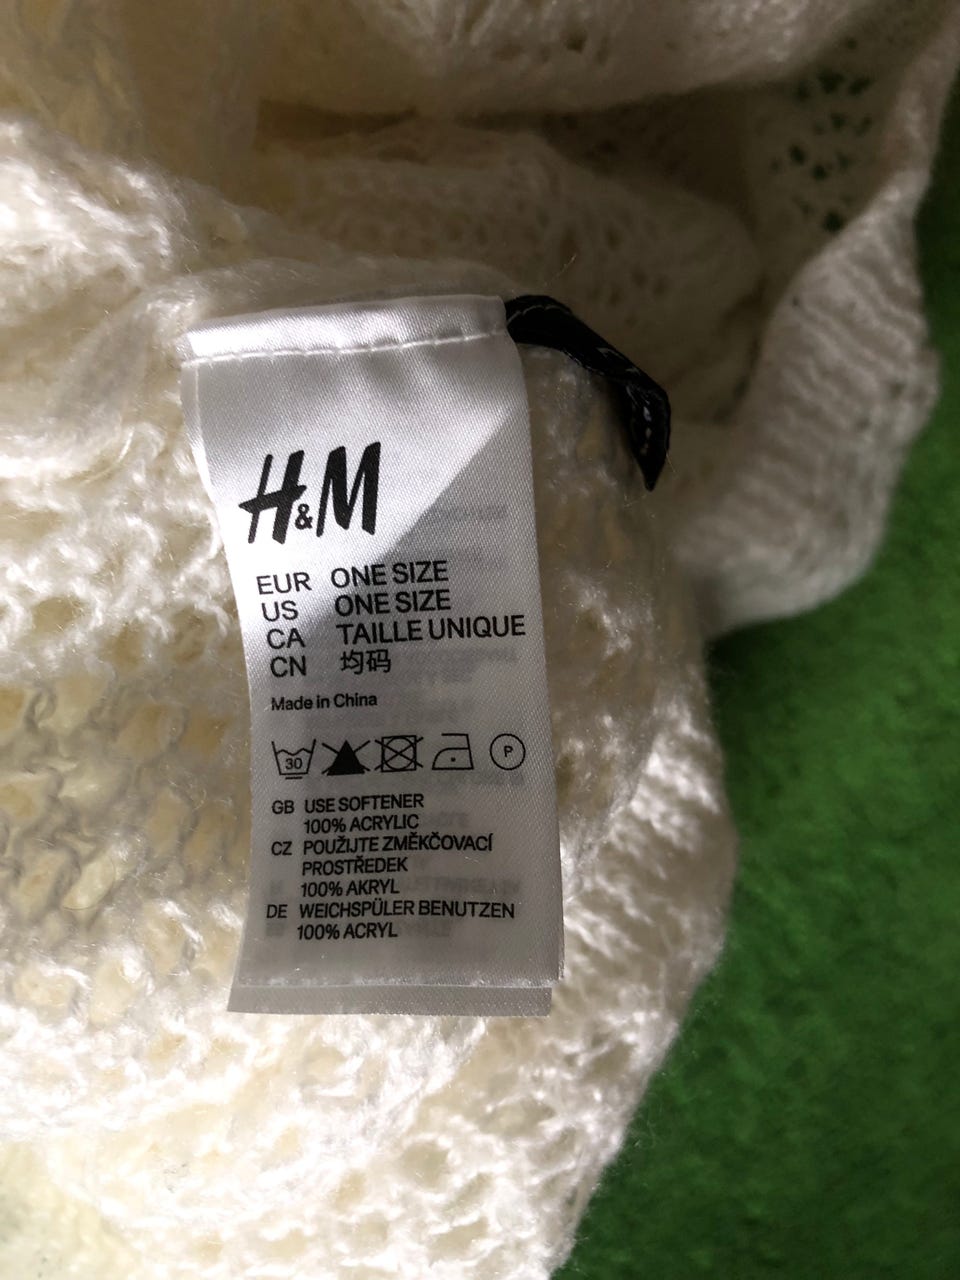 H&M
EUR ONE SIZE
US ONE SIZE
CA TAILLE UNIQUE
CN 均码
Made in China
30 P
GB USE SOFTENER
100% ACRYLIC
CZ POUŽIJTE ZMĚKČOVACÍ
PROSTŘEDEK
100% AKRYL
DE WEICHSPÜLER BENUTZEN
100% ACRYL